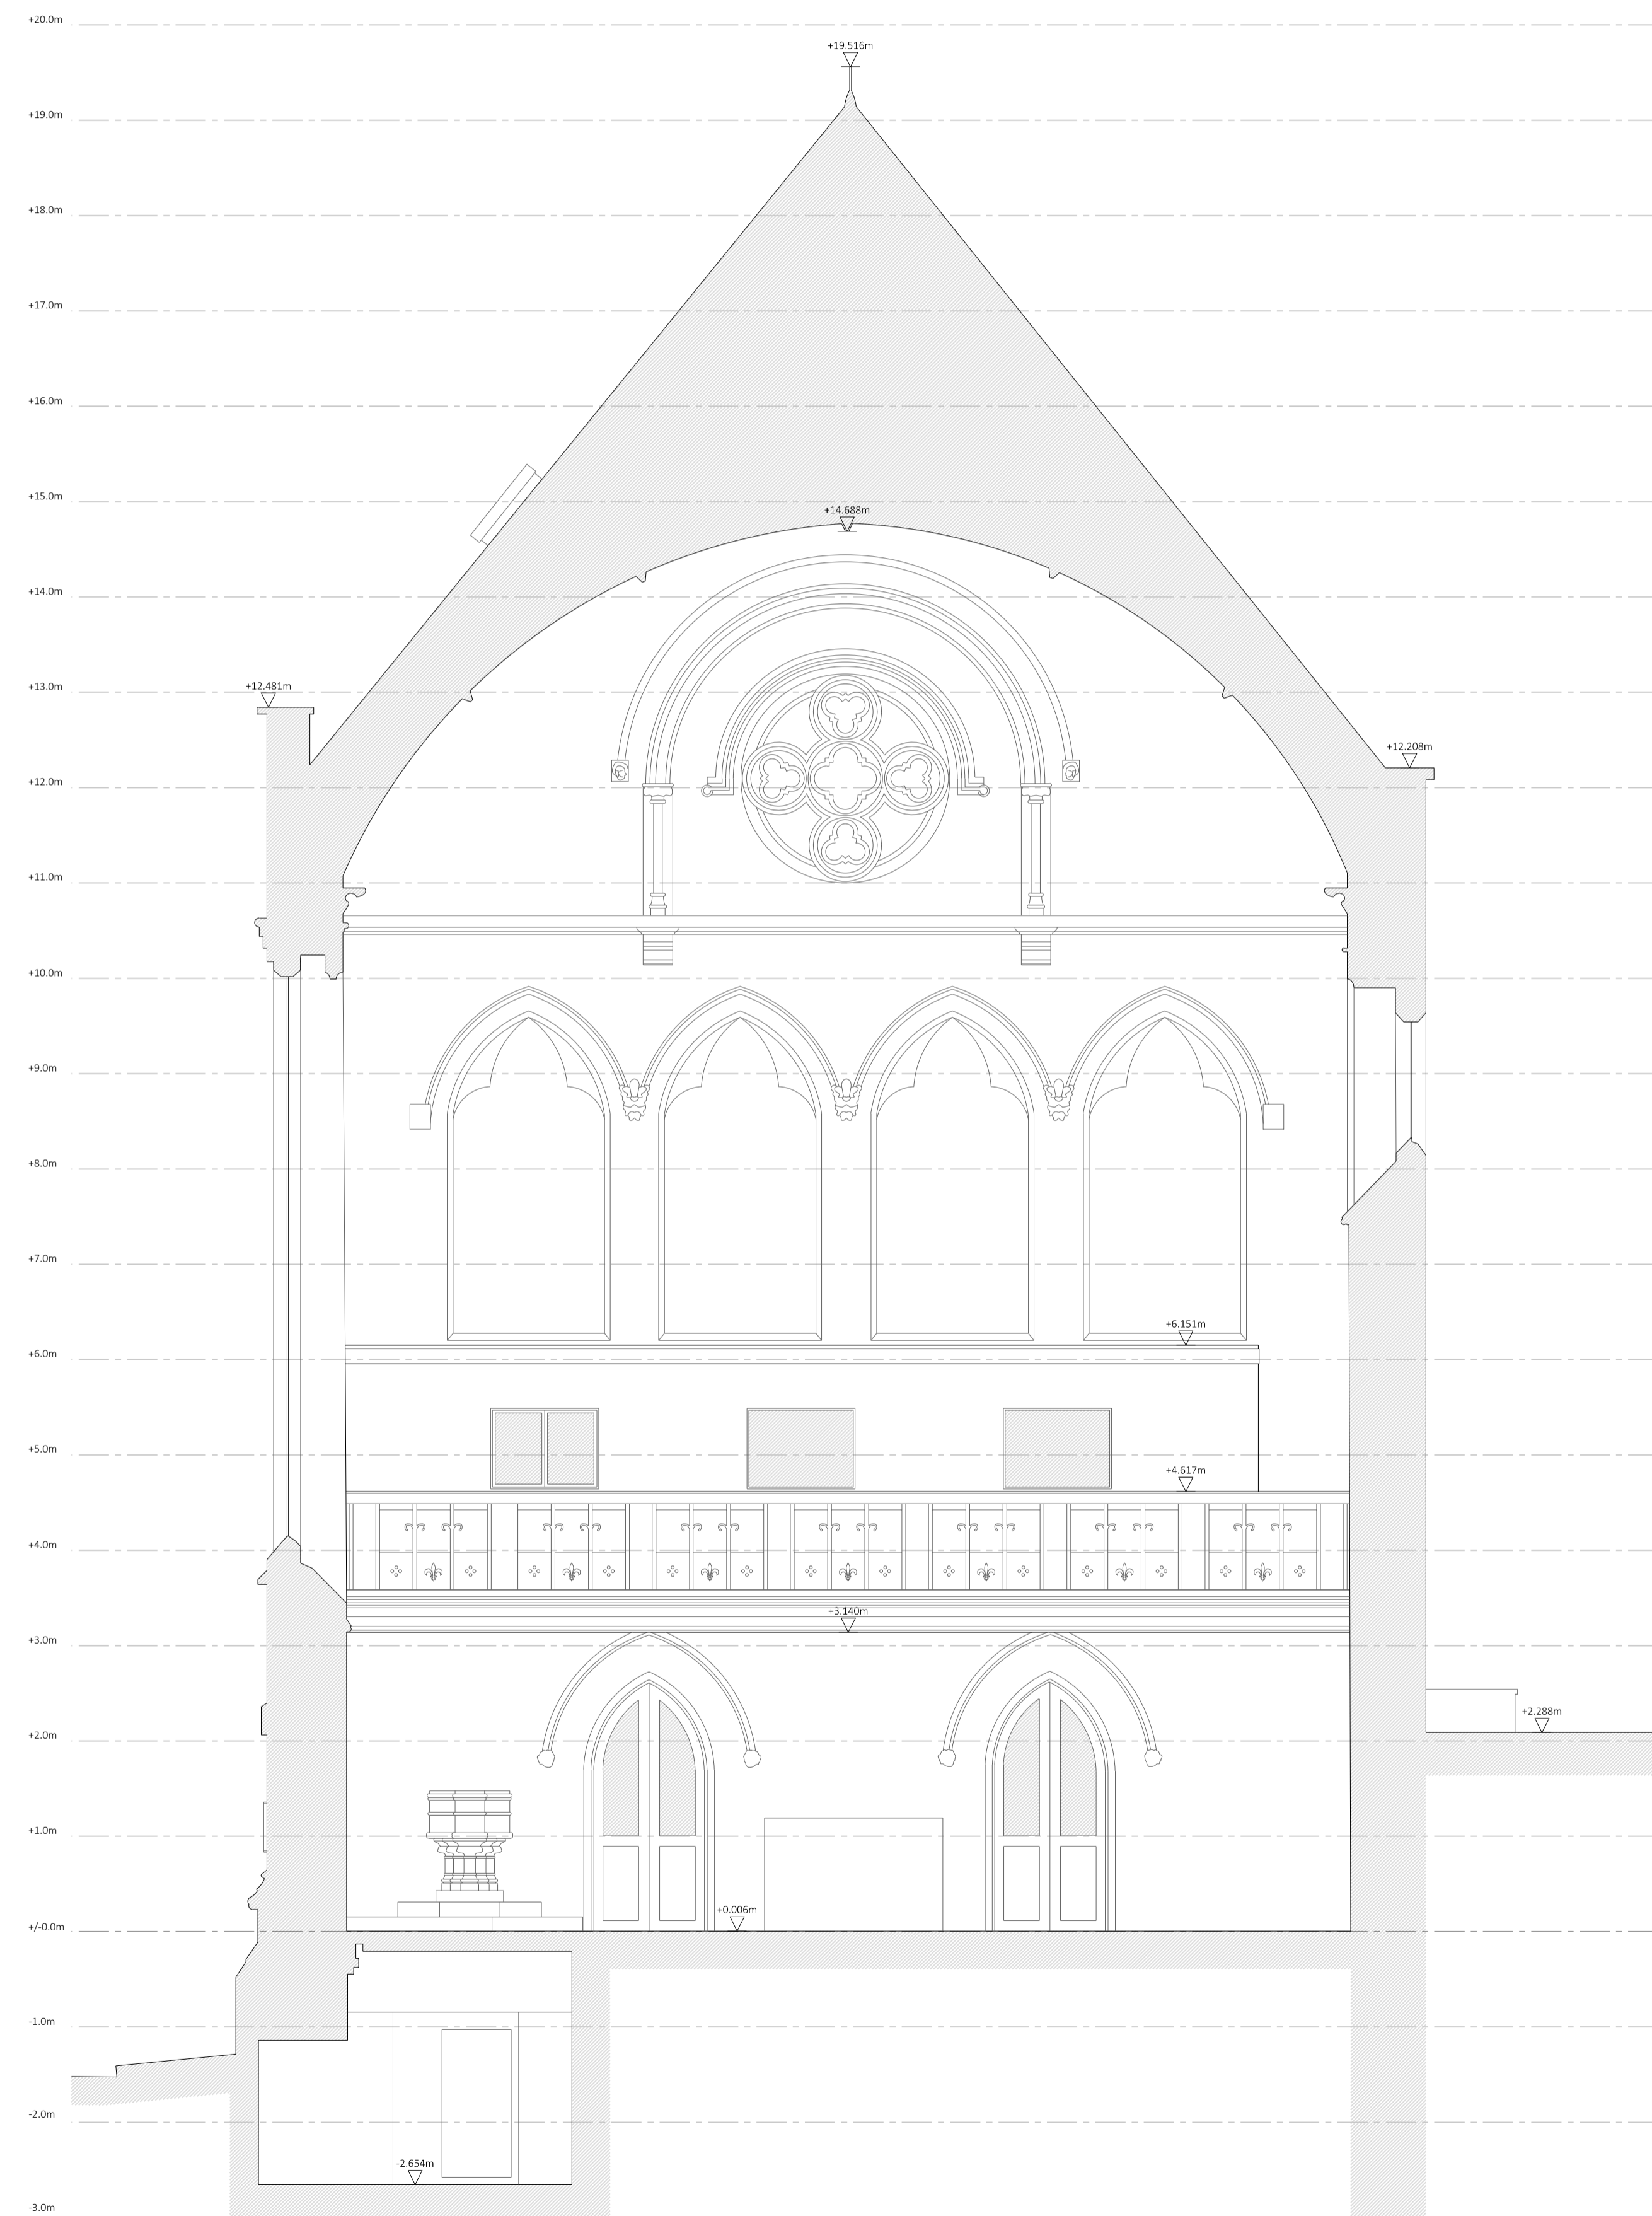 +20.0m
+19.516m
+19.0m
+18.0m
+17.0m
+16.0m
+15.0m
+14.688m
+14.0m
+13.0m
+12.481m
+12.208m
+12.0m
+11.0m
+10.0m
+9.0m
+8.0m
+7.0m
+6.151m
+6.0m
+5.0m
+4.617m
+4.0m
+3.140m
+3.0m
+2.288m
+2.0m
+1.0m
+0.006m
+/-0.0m
-1.0m
-2.0m
-2.654m
-3.0m